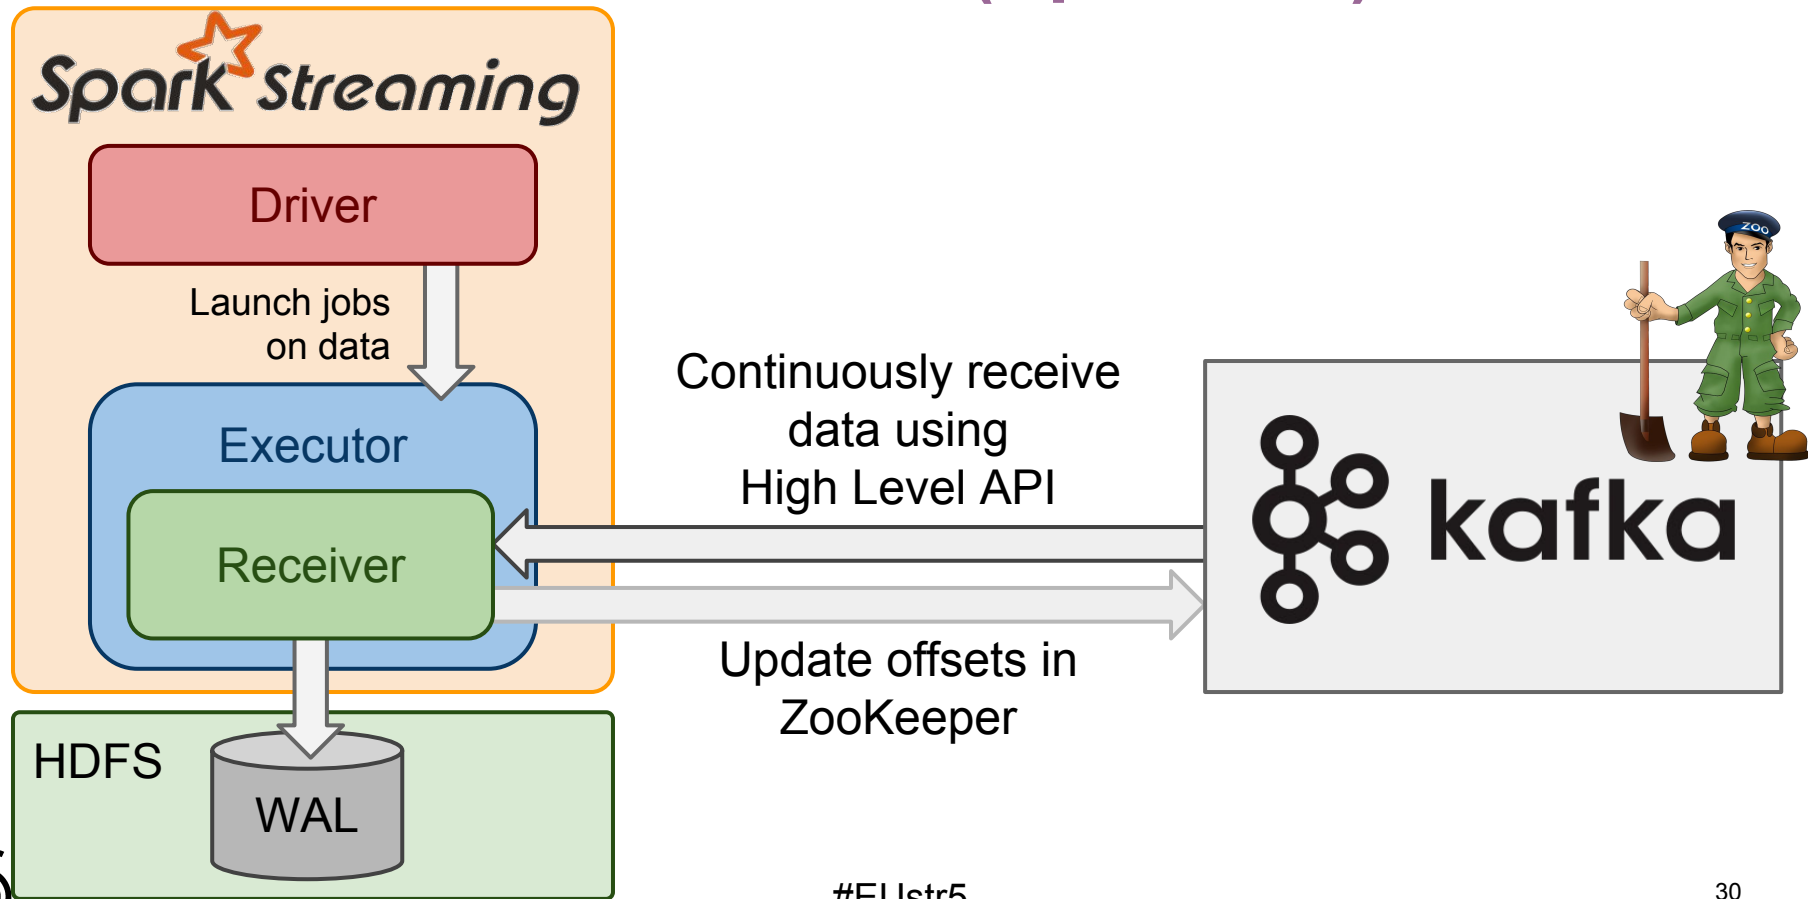 Spark Streaming
Driver
Launch jobs
on data
Executor
Receiver
HDFS
WAL
Continuously receive
data using
High Level API
Update offsets in
ZooKeeper
ZOO
kafka
#EUstr5
30